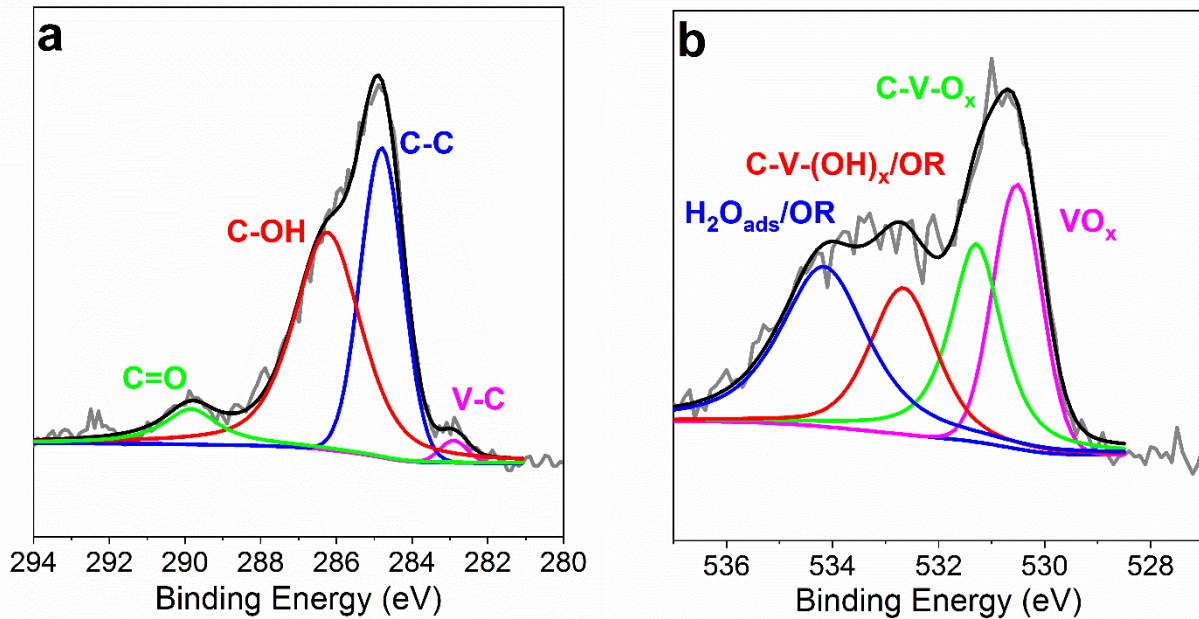 a
C-C
C-OH
C=O
V-C
294 292 290 288 286 284 282 280
Binding Energy (eV)
b
C-V-Oₓ
C-V-(OH)ₓ/OR
H₂Oₐdₛ/OR
VOₓ
536 534 532 530 528
Binding Energy (eV)